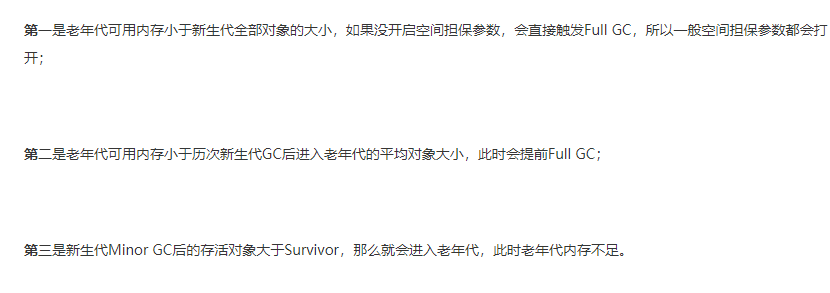 第一是老年代可用内存小于新生代全部对象的大小，如果没开启空间担保参数，会直接触发Full GC，所以一般空间担保参数都会打
开；
第二是老年代可用内存小于历次新生代GC后进入老年代的平均对象大小，此时会提前Full GC；
第三是新生代Minor GC后的存活对象大于Survivor，那么就会进入老年代，此时老年代内存不足。